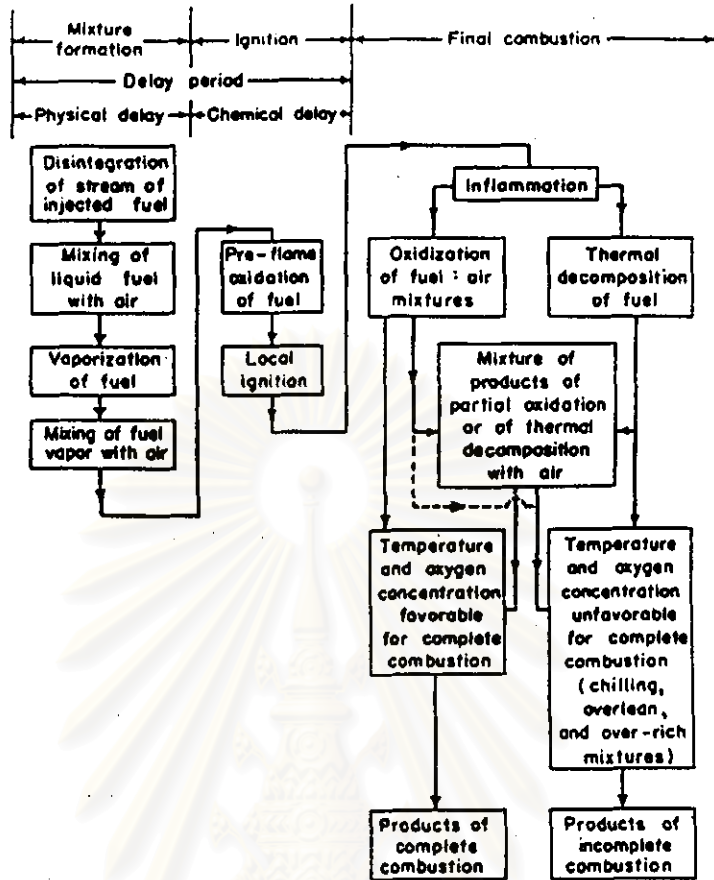 Mixture
formation
Ignition
Final combustion
Delay period
Physical delay
Chemical delay
Disintegration
of stream of
injected fuel
Mixing of
liquid fuel
with air
Vaporization
of fuel
Mixing of fuel
vapor with air
Pre-flame
oxidation
of fuel
Local
ignition
Inflammation
Oxidization
of fuel : air
mixtures
Thermal
decomposition
of fuel
Mixture of
products of
partial oxidation
or of thermal
decomposition
with air
Temperature
and oxygen
concentration
favorable
for complete
combustion
Temperature
and oxygen
concentration
unfavorable
for complete
combustion
(chilling,
overlean,
and over-rich
mixtures)
Products of
complete
combustion
Products of
incomplete
combustion